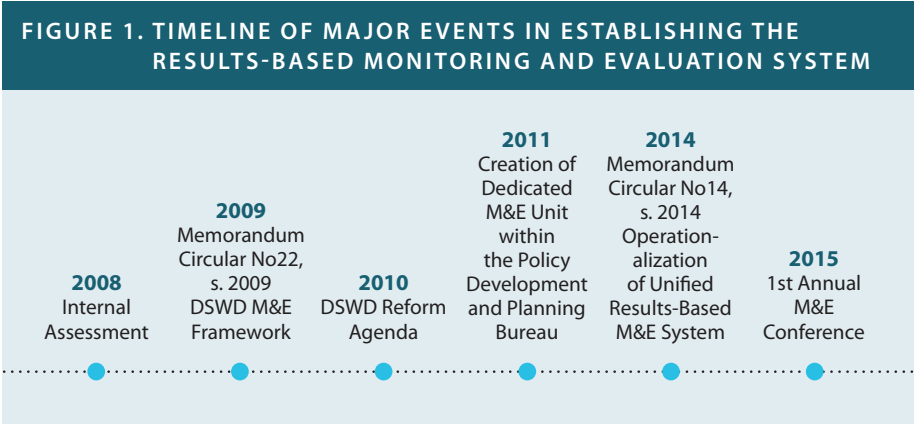 FIGURE 1. TIMELINE OF MAJOR EVENTS IN ESTABLISHING THE
RESULTS-BASED MONITORING AND EVALUATION SYSTEM
2008
Internal
Assessment
2009
Memorandum
Circular No22,
s. 2009
DSWD M&E
Framework
2010
DSWD Reform
Agenda
2011
Creation of
Dedicated
M&E Unit
within
the Policy
Development
and Planning
Bureau
2014
Memorandum
Circular No14,
s. 2014
Operation-
alization
of Unified
Results-Based
M&E System
2015
1st Annual
M&E
Conference